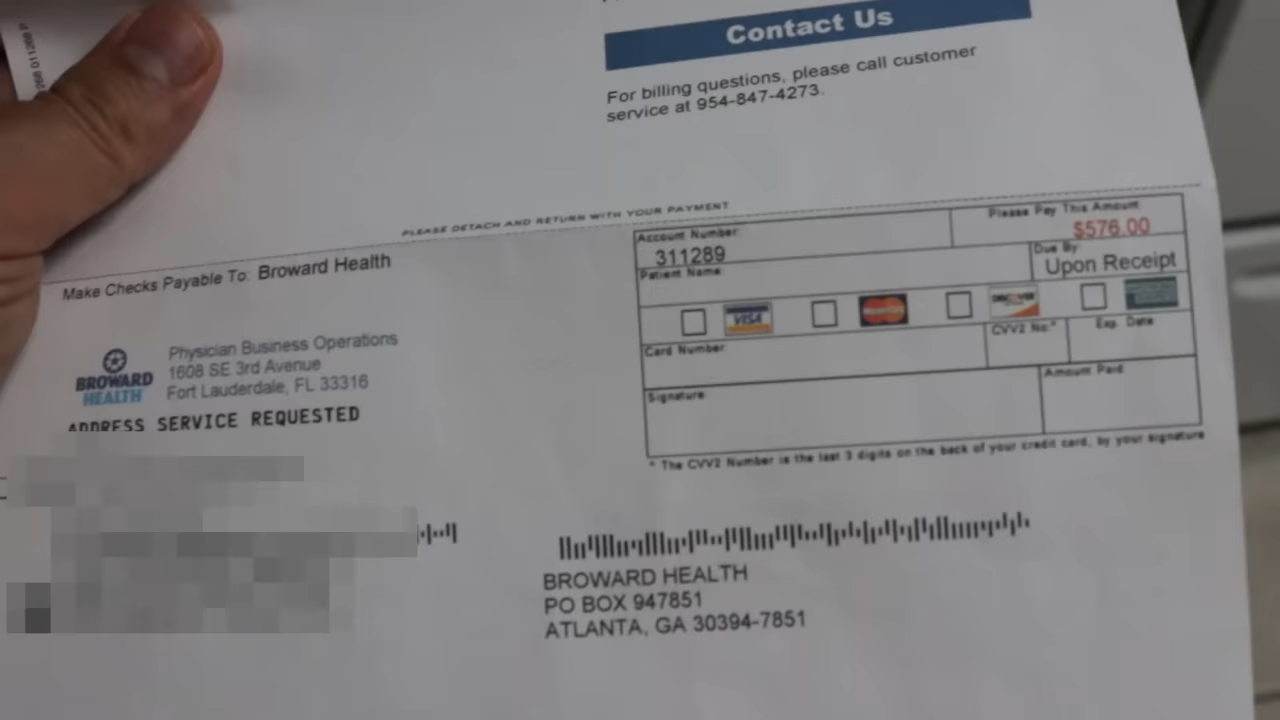 Contact Us
For billing questions, please call customer
service at 954-847-4273.
PLEASE DETACH AND RETURN WITH YOUR PAYMENT
Make Checks Payable To: Broward Health
BROWARD
HEALTH
Physician Business Operations
1608 SE 3rd Avenue
Fort Lauderdale, FL 33316
ADDRESS SERVICE REQUESTED
Account Number:
311289
Please Pay This Amount
$576.00
Patient Name:
Due By
Upon Receipt
VISA
MasterCard
DISCOVER
Card Number
CVV2 No.*
Exp. Date
Signature
Amount Paid
* The CVV2 Number is the last 3 digits on the back of your credit card, by your signature
BROWARD HEALTH
PO BOX 947851
ATLANTA, GA 30394-7851